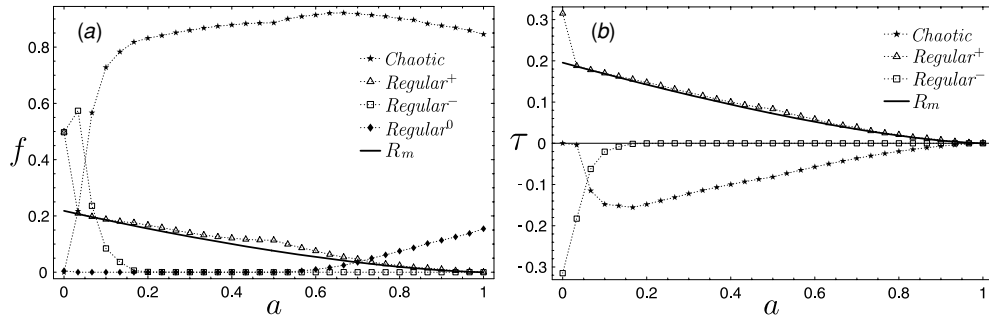 (a)
0.8
0.6
f
0.4
0.2
0
0
0.2
0.4
0.6
0.8
1
a
Chaotic
Regular+
Regular−
Regular0
Rm
(b)
0.3
0.2
0.1
τ
0
-0.1
-0.2
-0.3
0
0.2
0.4
0.6
0.8
1
a
Chaotic
Regular+
Regular−
Rm